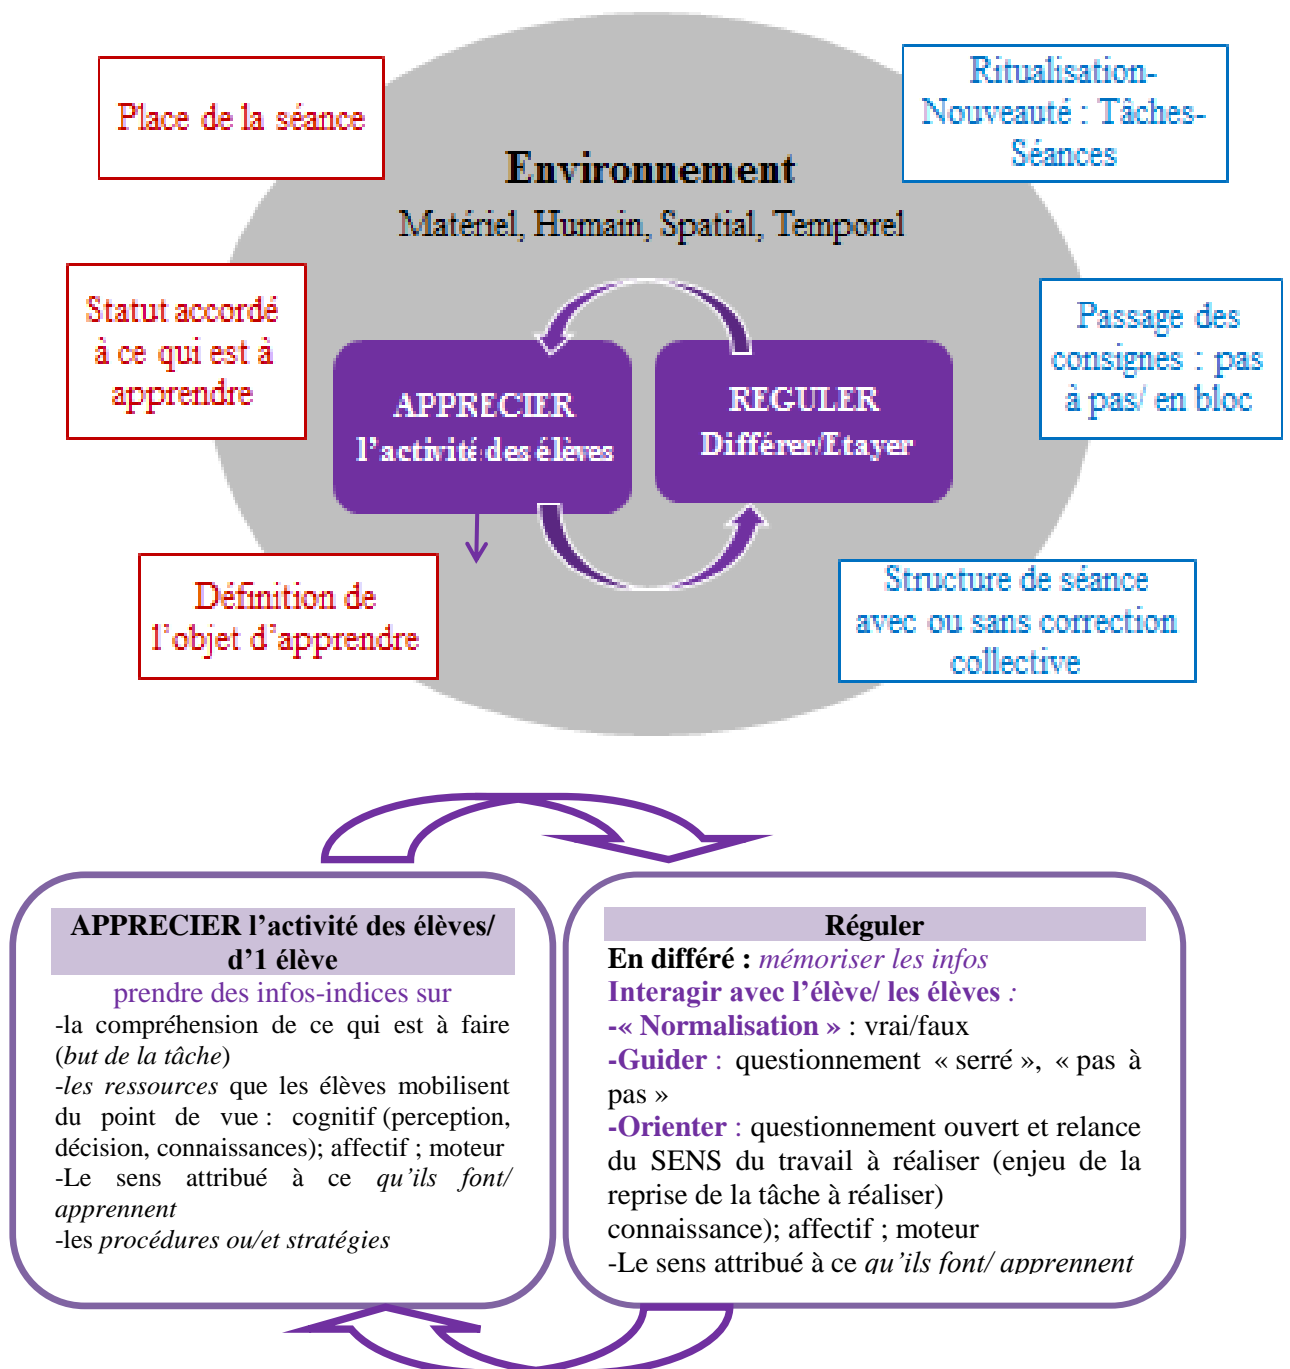 Place de la séance
Ritualisation-
Nouveauté : Tâches-
Séances
Environnement
Matériel, Humain, Spatial, Temporel
Statut accordé
à ce qui est à
apprendre
Passage des
consignes : pas
à pas/ en bloc
APPRECIER
l’activité des élèves
REGULER
Différer/Etayer
Définition de
l’objet d’apprendre
Structure de séance
avec ou sans correction
collective
APPRECIER l’activité des élèves/
d’1 élève
prendre des infos-indices sur
-la compréhension de ce qui est à faire
(but de la tâche)
-les ressources que les élèves mobilisent
du point de vue : cognitif (perception,
décision, connaissances); affectif ; moteur
-Le sens attribué à ce qu’ils font/
apprennent
-les procédures ou/et stratégies
Réguler
En différé : mémoriser les infos
Interagir avec l’élève/ les élèves :
-« Normalisation » : vrai/faux
-Guider : questionnement « serré », « pas à
pas »
-Orienter : questionnement ouvert et relance
du SENS du travail à réaliser (enjeu de la
reprise de la tâche à réaliser)
connaissance); affectif ; moteur
-Le sens attribué à ce qu’ils font/ apprennent